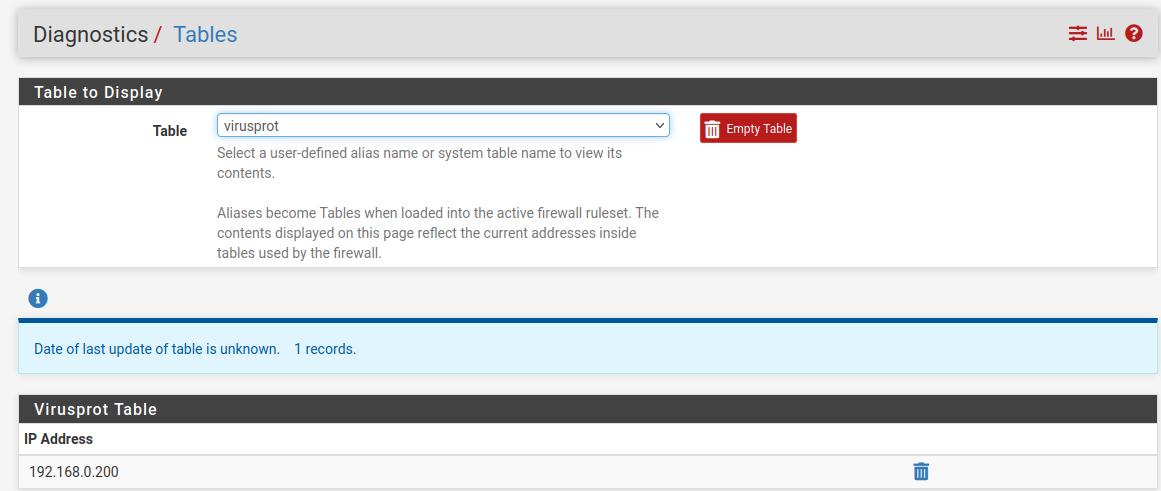 Diagnostics / Tables
Table to Display
Table
virusprot
Empty Table
Select a user-defined alias name or system table name to view its
contents.
Aliases become Tables when loaded into the active firewall ruleset. The
contents displayed on this page reflect the current addresses inside
tables used by the firewall.
Date of last update of table is unknown. 1 records.
Virusprot Table
IP Address
192.168.0.200